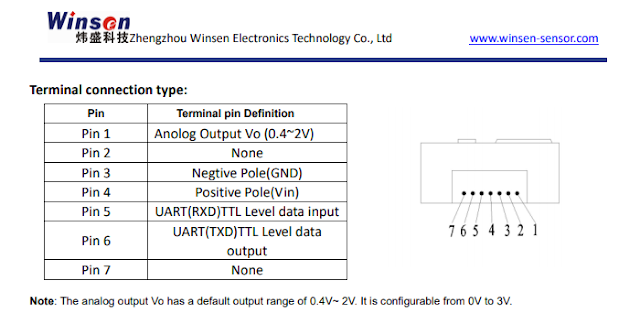 Winsen
炜盛科技Zhengzhou Winsen Electronics Technology Co., Ltd www.winsen-sensor.com
Terminal connection type:
Pin Terminal pin Definition
Pin 1 Anolog Output Vo (0.4~2V)
Pin 2 None
Pin 3 Negtive Pole(GND)
Pin 4 Positive Pole(Vin)
Pin 5 UART(RXD)TTL Level data input
Pin 6 UART(TXD)TTL Level data
output
Pin 7 None
7 6 5 4 3 2 1
Note: The analog output Vo has a default output range of 0.4V~ 2V. It is configurable from 0V to 3V.